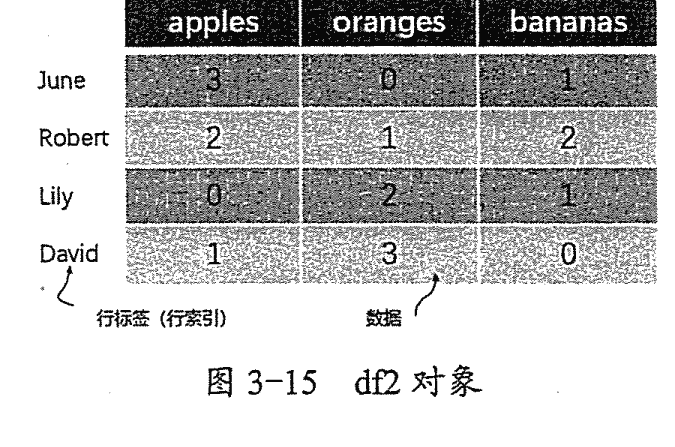 apples oranges bananas
June 3 0 1
Robert 2 1 2
Lily 0 2 1
David 1 3 0
行标签（行索引） 数据
图 3-15 df2 对象